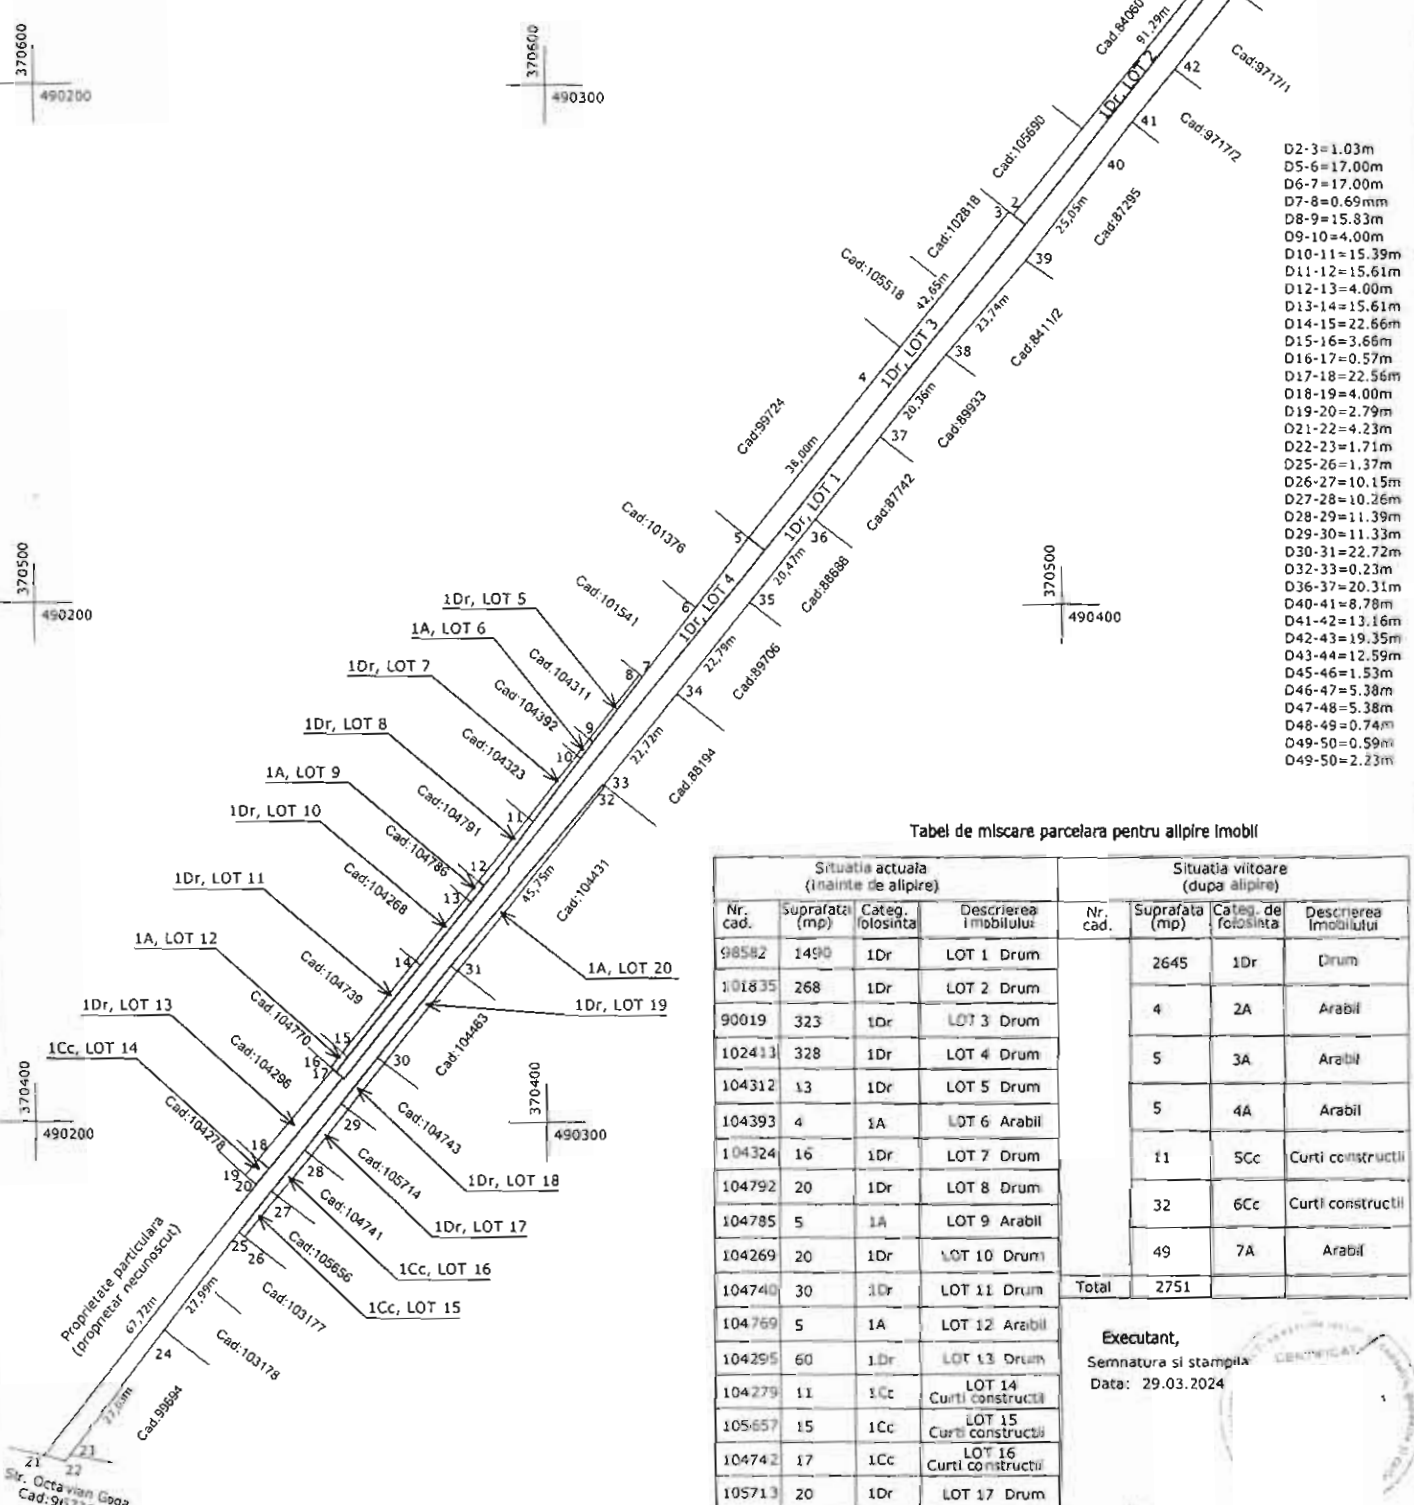 370600
490200
370600
490300
Cad:84060
91,29m
1Dr, LOT 2
42
Cad:9717/1
41
Cad:9717/2
40
Cad:105690
2
3
25,05m
Cad:87295
Cad:102818
39
Cad:105518
42,65m
23,74m
Cad:8411/2
1Dr, LOT 3
38
4
20,36m
Cad:89933
Cad:99724
37
36,00m
1Dr, LOT 1
Cad:87742
Cad:101376
5
36
370500
490200
20,47m
Cad:88688
370500
490400
Cad:101541
1Dr, LOT 4
6
35
1Dr, LOT 5
1A, LOT 6
22,79m
Cad:89706
1Dr, LOT 7
Cad:104311
7
8
34
Cad:104392
1Dr, LOT 8
9
22,72m
Cad:88194
Cad:104323
10
1A, LOT 9
33
32
1Dr, LOT 10
Cad:104791
11
Cad:104786
12
45,75m
Cad:104431
1Dr, LOT 11
Cad:104268
13
1A, LOT 12
14
31
1A, LOT 20
Cad:104739
1Dr, LOT 13
1Dr, LOT 19
Cad:104770
15
1Cc, LOT 14
Cad:104296
16
17
30
Cad:104463
370400
490200
370400
490300
Cad:104278
29
Cad:104743
18
19
20
28
Cad:105714
1Dr, LOT 18
27
Cad:104741
1Dr, LOT 17
25
26
Cad:105656
1Cc, LOT 16
Proprietate particulara
(proprietar necunoscut)
67,72m
27,99m
Cad:103177
1Cc, LOT 15
24
Cad:103178
27,63m
Cad:99694
21
23
22
Str. Octavian Goga
D2-3=1.03m
D5-6=17.00m
D6-7=17.00m
D7-8=0.69mm
D8-9=15.83m
D9-10=4.00m
D10-11=15.39m
D11-12=15.61m
D12-13=4.00m
D13-14=15.61m
D14-15=22.66m
D15-16=3.66m
D16-17=0.57m
D17-18=22.56m
D18-19=4.00m
D19-20=2.79m
D21-22=4.23m
D22-23=1.71m
D25-26=1.37m
D26-27=10.15m
D27-28=10.26m
D28-29=11.39m
D29-30=11.33m
D30-31=22.72m
D32-33=0.23m
D36-37=20.31m
D40-41=8.78m
D41-42=13.16m
D42-43=19.35m
D43-44=12.59m
D45-46=1.53m
D46-47=5.38m
D47-48=5.38m
D48-49=0.74m
D49-50=0.59m
D49-50=2.23m
Tabel de miscare parcelara pentru alipire imobil
Situatia actuala
(inainte de alipire)
Situatia viitoare
(dupa alipire)
Nr. cad. Suprafata (mp) Categ. folosinta Descrierea imobilului
Nr. cad. Suprafata (mp) Categ. de folosinta Descrierea imobilului
98582 1490 1Dr LOT 1 Drum
101835 268 1Dr LOT 2 Drum
90019 323 1Dr LOT 3 Drum
102413 328 1Dr LOT 4 Drum
104312 13 1Dr LOT 5 Drum
104393 4 1A LOT 6 Arabil
104324 16 1Dr LOT 7 Drum
104792 20 1Dr LOT 8 Drum
104785 5 1A LOT 9 Arabil
104269 20 1Dr LOT 10 Drum
104740 30 1Dr LOT 11 Drum
104769 5 1A LOT 12 Arabil
104295 60 1Dr LOT 13 Drum
104279 11 1Cc LOT 14 Curti constructii
105657 15 1Cc LOT 15 Curti constructii
104742 17 1Cc LOT 16 Curti constructii
105713 20 1Dr LOT 17 Drum
2645 1Dr Drum
4 2A Arabil
5 3A Arabil
5 4A Arabil
11 5Cc Curti constructii
32 6Cc Curti constructii
49 7A Arabil
Total 2751
Executant,
Semnatura si stampila
Data: 29.03.2024
CERTIFICAT